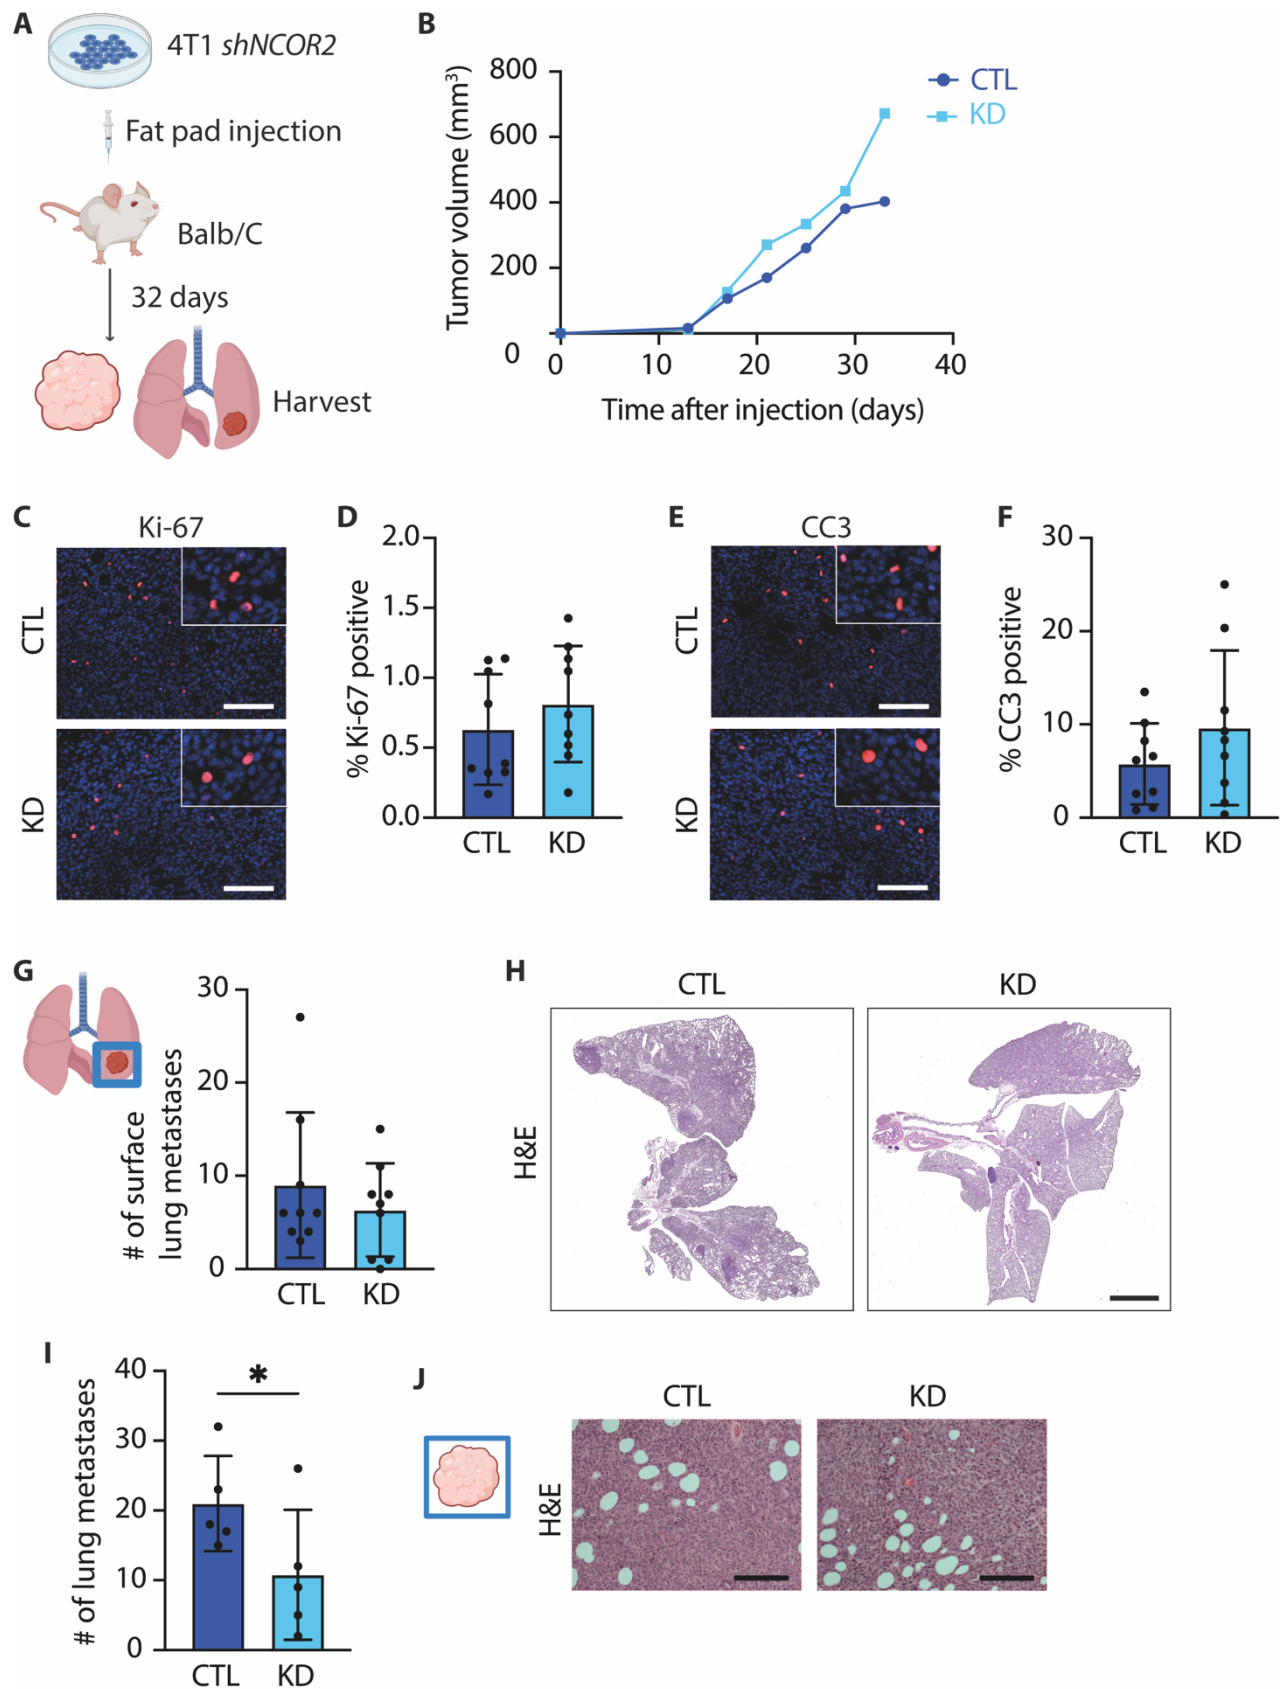 A
4T1 shNCOR2
Fat pad injection
Balb/C
32 days
Harvest
B
Tumor volume (mm³)
800
600
400
200
0
0 10 20 30 40
Time after injection (days)
CTL
KD
C
Ki-67
CTL
KD
D
% Ki-67 positive
2.0
1.5
1.0
0.5
0.0
CTL KD
E
CC3
CTL
KD
F
% CC3 positive
30
20
10
0
CTL KD
G
# of surface
lung metastases
30
20
10
0
CTL KD
H
CTL KD
H&E
I
# of lung metastases
40
30
20
10
0
*
CTL KD
J
CTL KD
H&E